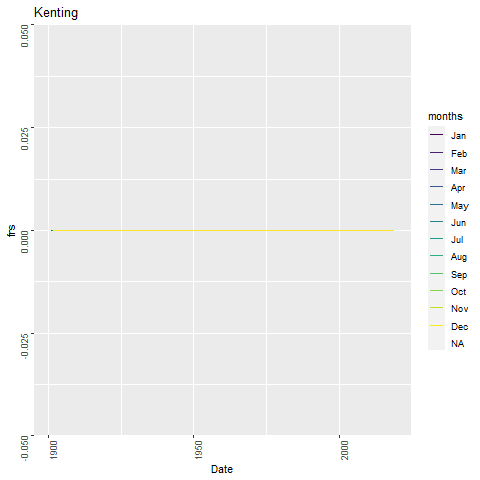 Kenting
0.050
0.025
0.000
-0.025
-0.050
frs
1900
1950
2000
Date
months
Jan
Feb
Mar
Apr
May
Jun
Jul
Aug
Sep
Oct
Nov
Dec
NA